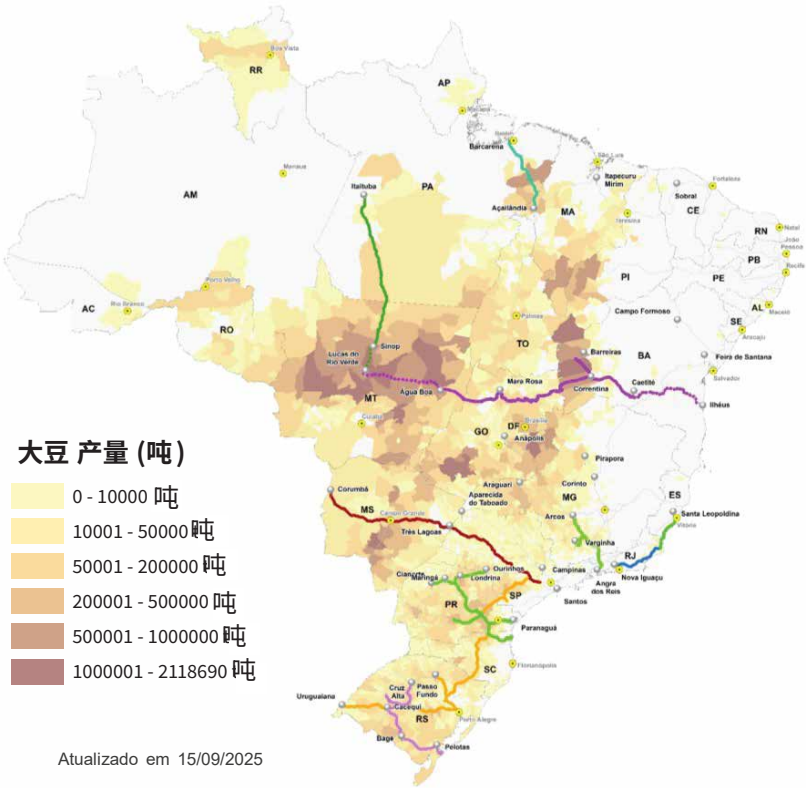 Boa Vista
RR
AP
Macapá
Belém
Barcarena
São Luís
Manaus
Itapecuru
Mirim
Fortaleza
Itaituba
PA
Sobral
AM
Açailândia
MA
CE
Teresina
RN
Natal
João
Pessoa
PB
PI
Recife
Porto Velho
PE
AC
Rio Branco
Campo Formoso
AL
Maceió
RO
Palmas
SE
Aracaju
Sinop
TO
Lucas do
Rio Verde
Barreiras
BA
Feira de Santana
Salvador
Mara Rosa
Caetité
MT
Água Boa
Correntina
Ilhéus
Cuiabá
GO
DF
Brasília
Anápolis
大豆 产量 (吨)
Pirapora
Araguari
Corinto
0 - 10000 吨
Corumbá
Aparecida
do Taboado
MG
ES
MS
Campo Grande
Arcos
Santa Leopoldina
10001 - 50000 吨
Vitória
Três Lagoas
Varginha
RJ
50001 - 200000 吨
Cianorte
Maringá
Ourinhos
Londrina
Campinas
Angra
dos Reis
Nova Iguaçu
200001 - 500000 吨
PR
SP
Santos
500001 - 1000000 吨
Paranaguá
1000001 - 2118690 吨
SC
Florianópolis
Uruguaiana
Cruz
Alta
Passo
Fundo
Cacequi
RS
Porto Alegre
Bagé
Pelotas
Atualizado em 15/09/2025